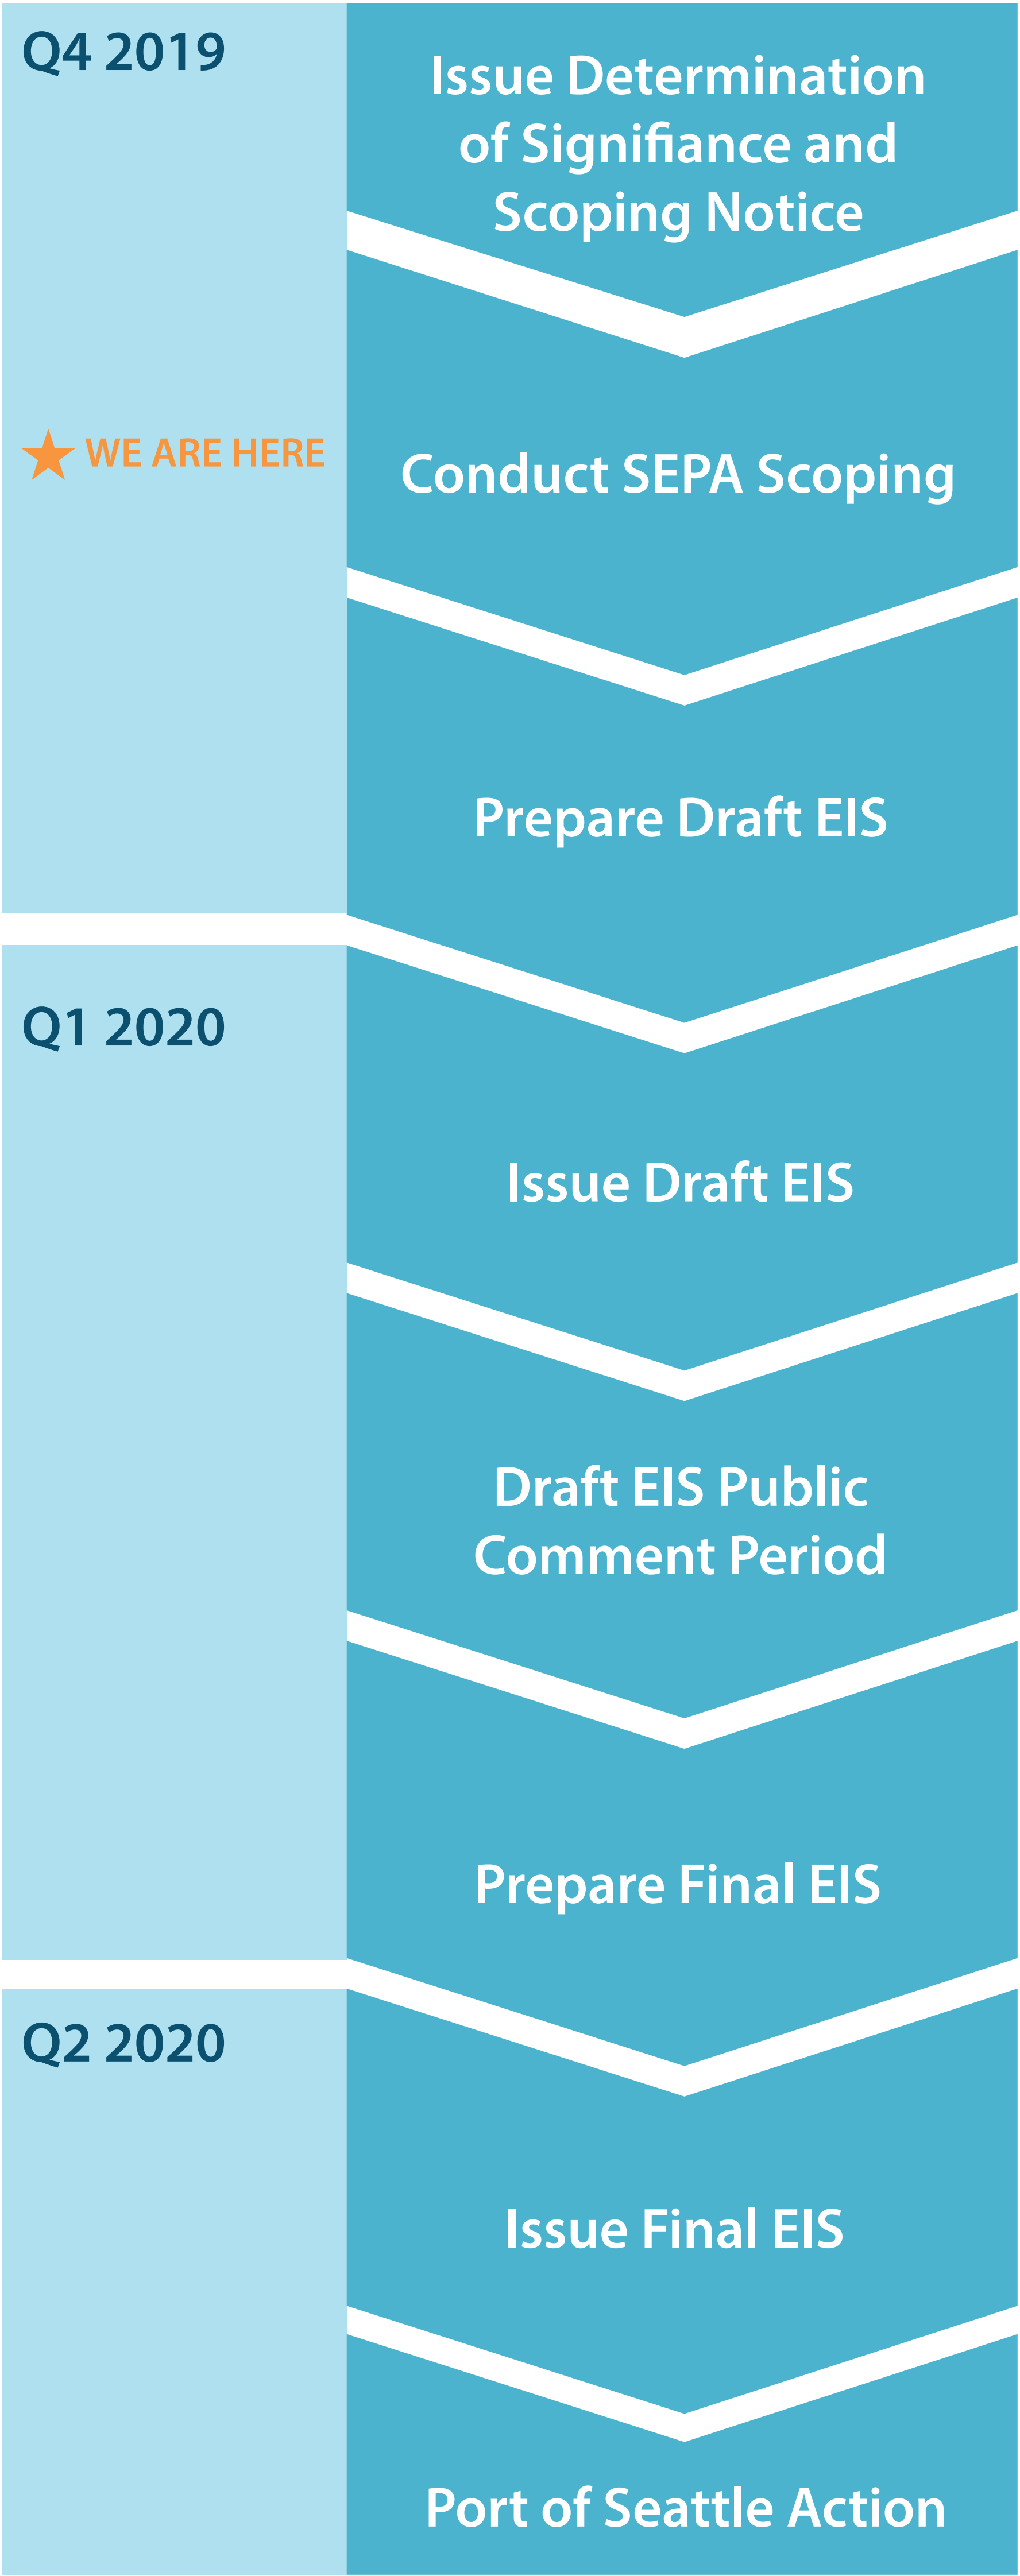 Q4 2019
Issue Determination
of Signifiance and
Scoping Notice
WE ARE HERE
Conduct SEPA Scoping
Prepare Draft EIS
Q1 2020
Issue Draft EIS
Draft EIS Public
Comment Period
Prepare Final EIS
Q2 2020
Issue Final EIS
Port of Seattle Action